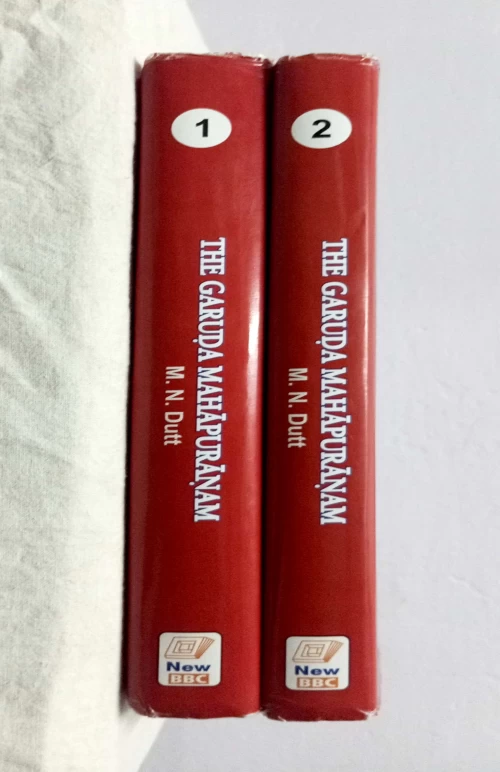 1
THE GARUḌA MAHĀPURĀṆAM
M. N. Dutt
New
BBC
2
THE GARUḌA MAHĀPURĀṆAM
M. N. Dutt
New
BBC